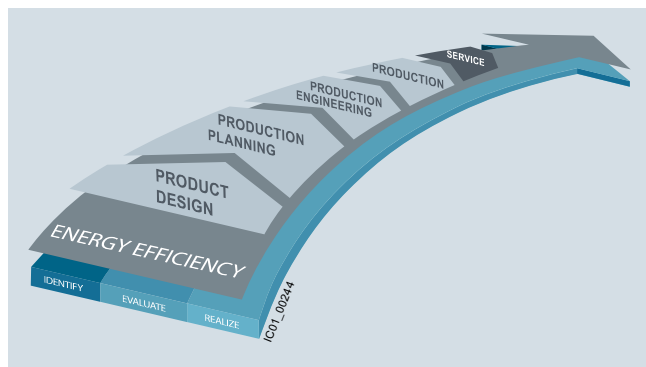 SERVICE
PRODUCTION
PRODUCTION
ENGINEERING
PRODUCTION
PLANNING
PRODUCT
DESIGN
ENERGY EFFICIENCY
IDENTIFY
EVALUATE
REALIZE
IC01_00244